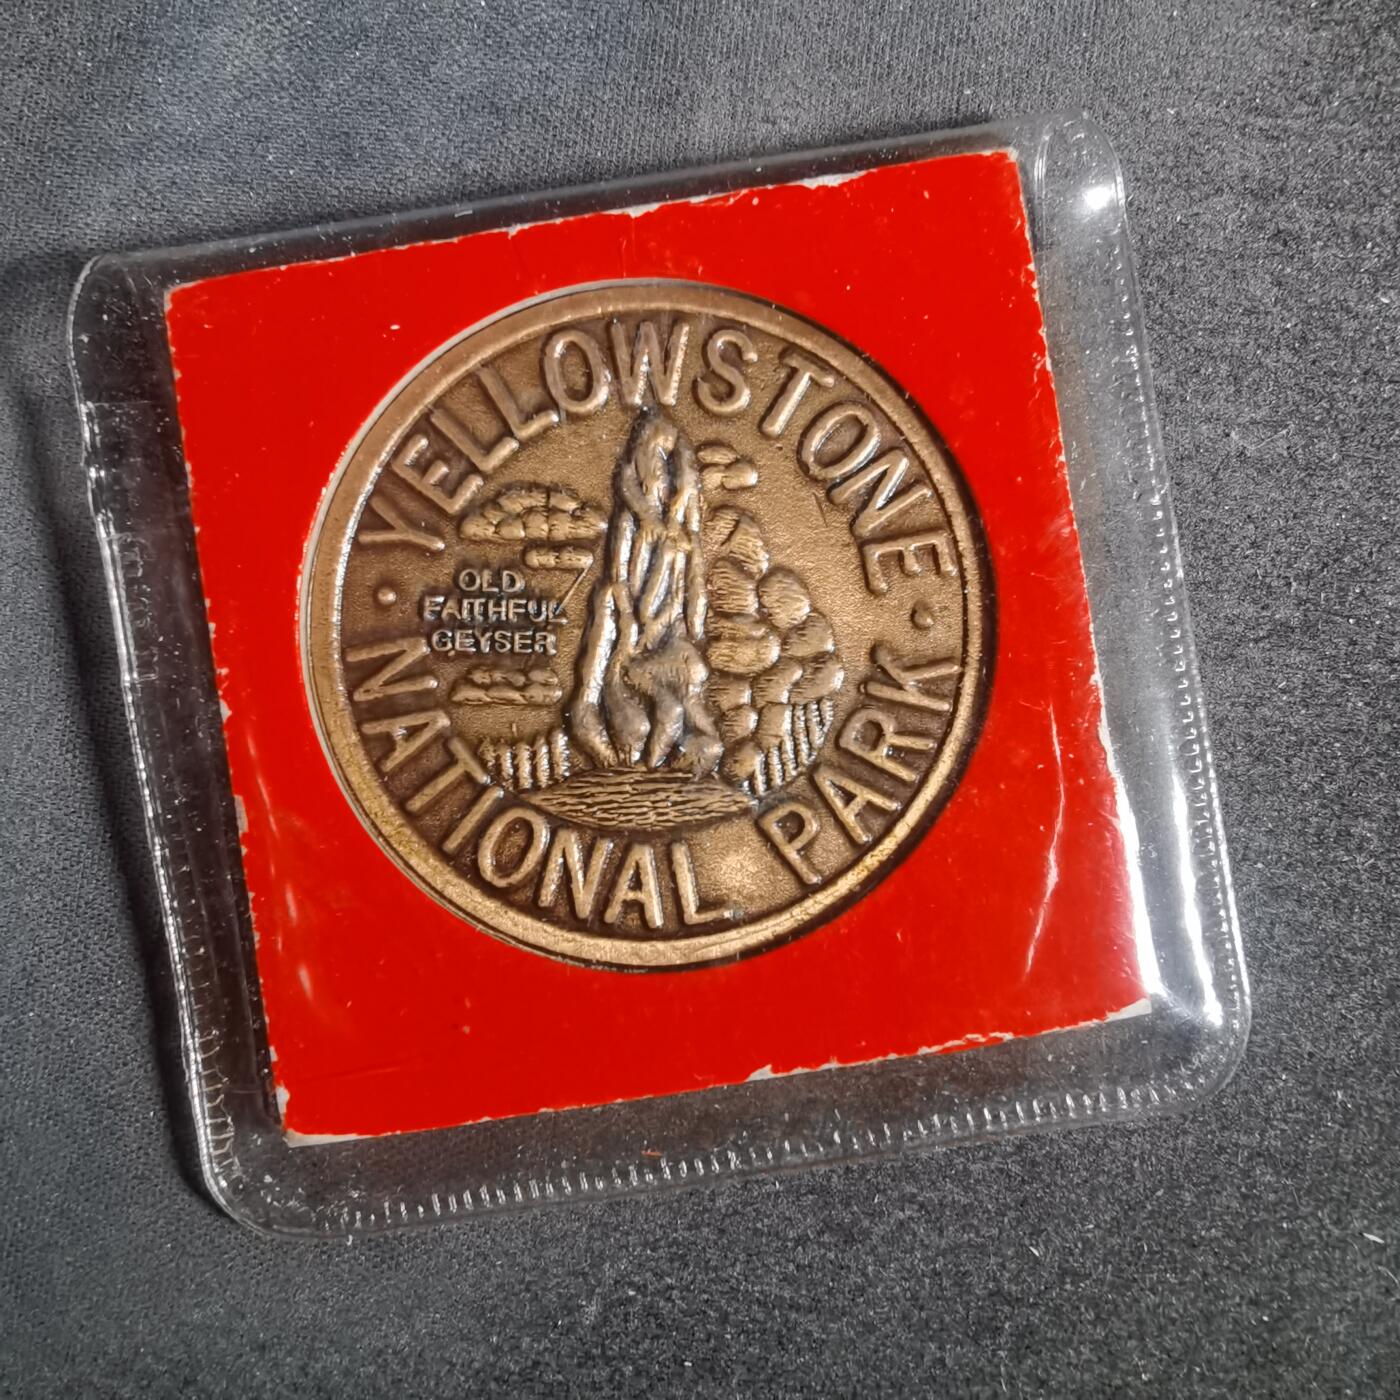 YELLOWSTONE
OLD
FAITHFUL
GEYSER
NATIONAL PARK